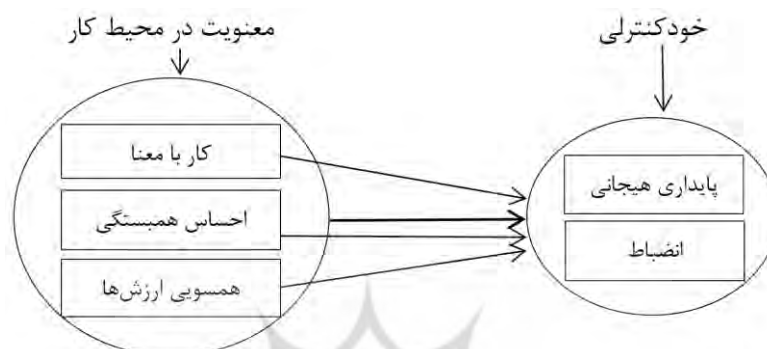 معنویت در محیط کار
خودکنترلی
کار با معنا
احساس همبستگی
همسویی ارزش‌ها
پایداری هیجانی
انضباط